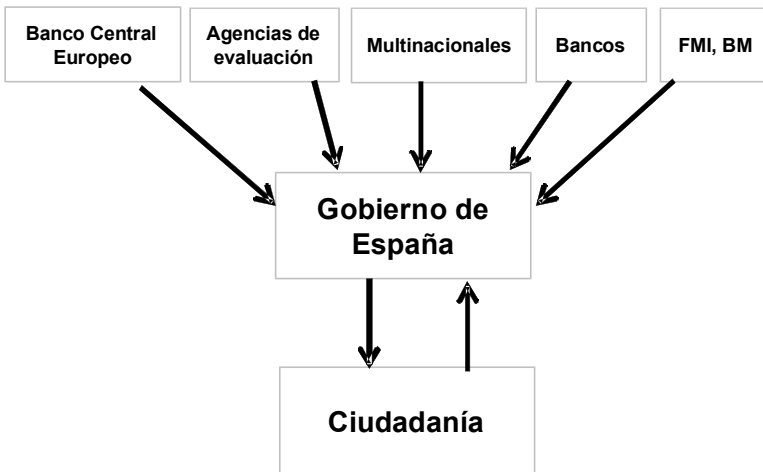 Banco Central
Europeo
Agencias de
evaluación
Multinacionales
Bancos
FMI, BM
Gobierno de
España
Ciudadanía